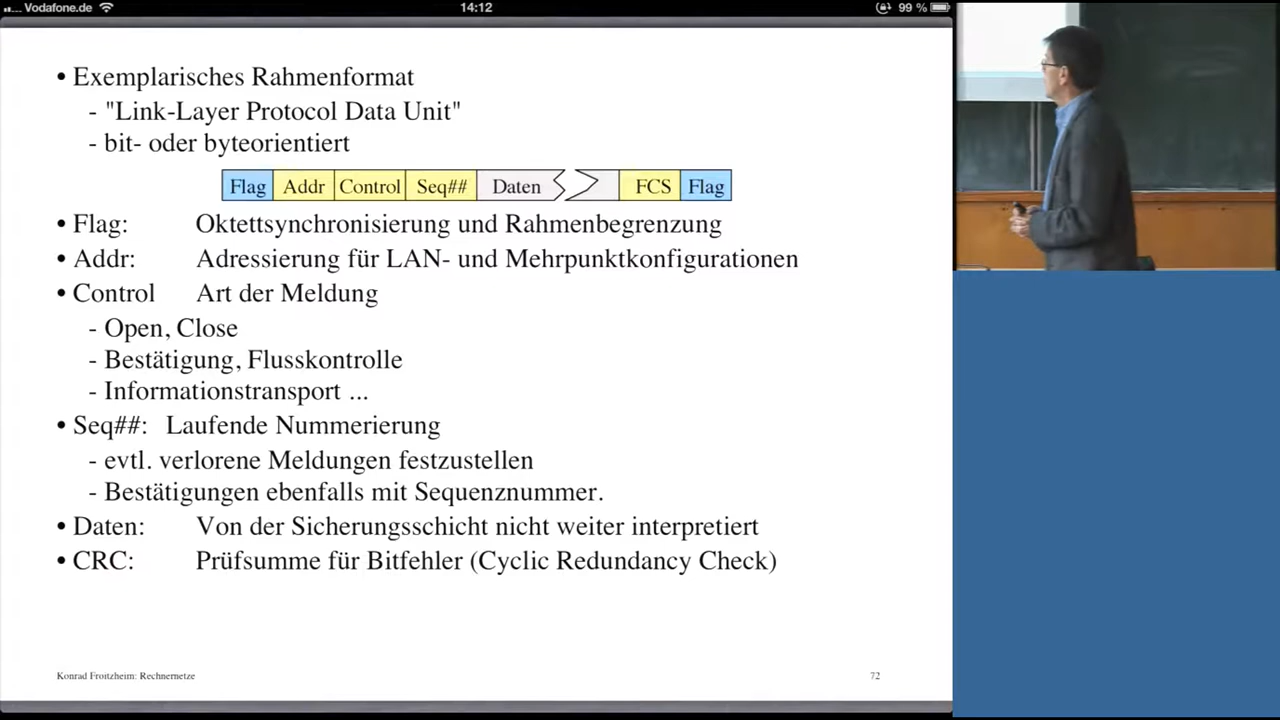 Vodafone.de 14:12 99 %
• Exemplarisches Rahmenformat
- "Link-Layer Protocol Data Unit"
- bit- oder byteorientiert
Flag Addr Control Seq## Daten FCS Flag
• Flag: Oktettsynchronisierung und Rahmenbegrenzung
• Addr: Adressierung für LAN- und Mehrpunktkonfigurationen
• Control Art der Meldung
- Open, Close
- Bestätigung, Flusskontrolle
- Informationstransport ...
• Seq##: Laufende Nummerierung
- evtl. verlorene Meldungen festzustellen
- Bestätigungen ebenfalls mit Sequenznummer.
• Daten: Von der Sicherungsschicht nicht weiter interpretiert
• CRC: Prüfsumme für Bitfehler (Cyclic Redundancy Check)
Konrad Froitzheim: Rechnernetze 72